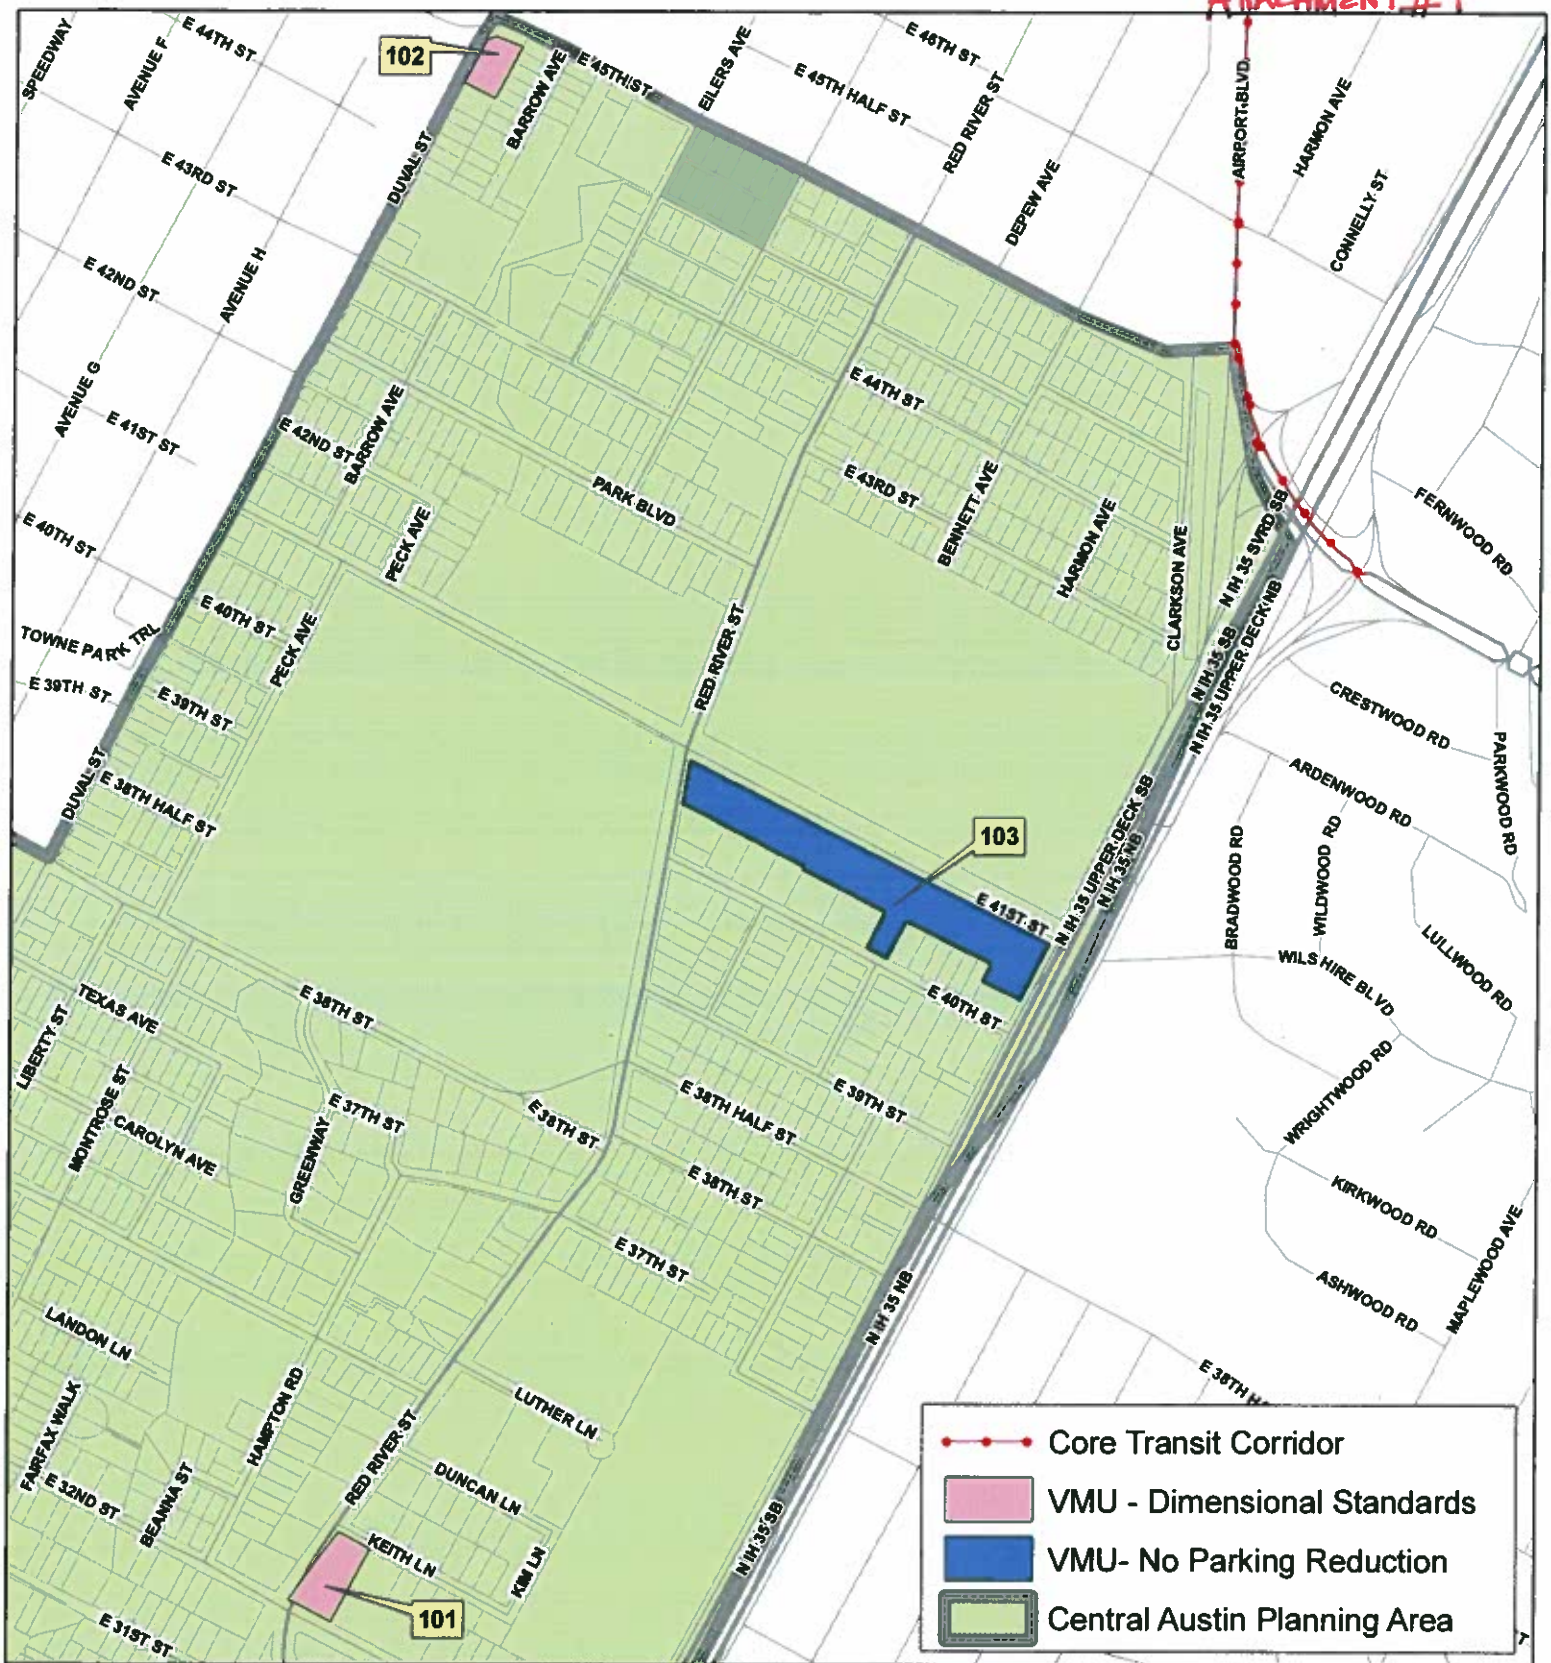 ATTACHMENT # 1
102
SPEEDWAY
AVENUE F
E 44TH ST
BARROW AVE
E 45TH ST
EILERS AVE
E 46TH ST
E 45TH HALF ST
RED RIVER ST
AIRPORT BLVD
HARMON AVE
CONNELLY ST
DEPEW AVE
E 43RD ST
DUVAL ST
AVENUE H
E 42ND ST
AVENUE G
E 41ST ST
E 42ND ST
BARROW AVE
E 44TH ST
E 43RD ST
PARK BLVD
BENNETT AVE
HARMON AVE
CLARKSON AVE
N IH 35 SVRD SB
FERNWOOD RD
E 40TH ST
PECK AVE
E 40TH ST
TOWNE PARK TRL
PECK AVE
E 39TH ST
E 39TH ST
RED RIVER ST
N IH 35 SB
N IH 35 UPPER DECK NB
CRESTWOOD RD
PARKWOOD RD
ARDENWOOD RD
DUVAL ST
E 38TH HALF ST
103
N IH 35 UPPER DECK SB
N IH 35 NB
BRADWOOD RD
WILDWOOD RD
E 41ST ST
LULLWOOD RD
WILSHIRE BLVD
E 40TH ST
E 38TH ST
TEXAS AVE
LIBERTY ST
MONTROSE ST
E 37TH ST
CAROLYN AVE
GREENWAY
E 38TH ST
E 38TH HALF ST
E 39TH ST
WRIGHTWOOD RD
E 38TH ST
KIRKWOOD RD
E 37TH ST
ASHWOOD RD
MAPLEWOOD AVE
N IH 35 NB
LANDON LN
FAIRFAX WALK
HAMPTON RD
LUTHER LN
E 38TH HA
RED RIVER ST
DUNCAN LN
E 32ND ST
BEANNA ST
KEITH LN
KIM LN
N IH 35 SB
101
E 31ST ST
Core Transit Corridor
VMU - Dimensional Standards
VMU- No Parking Reduction
Central Austin Planning Area